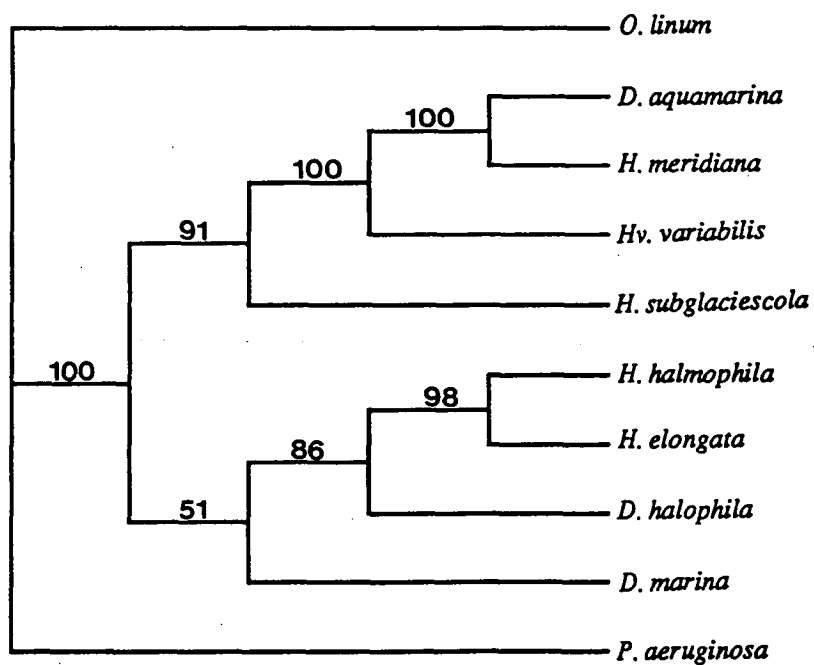 O. linum
D. aquamarina
100
H. meridiana
100
Hv. variabilis
91
H. subglaciescola
100
H. halmophila
98
H. elongata
86
D. halophila
51
D. marina
P. aeruginosa